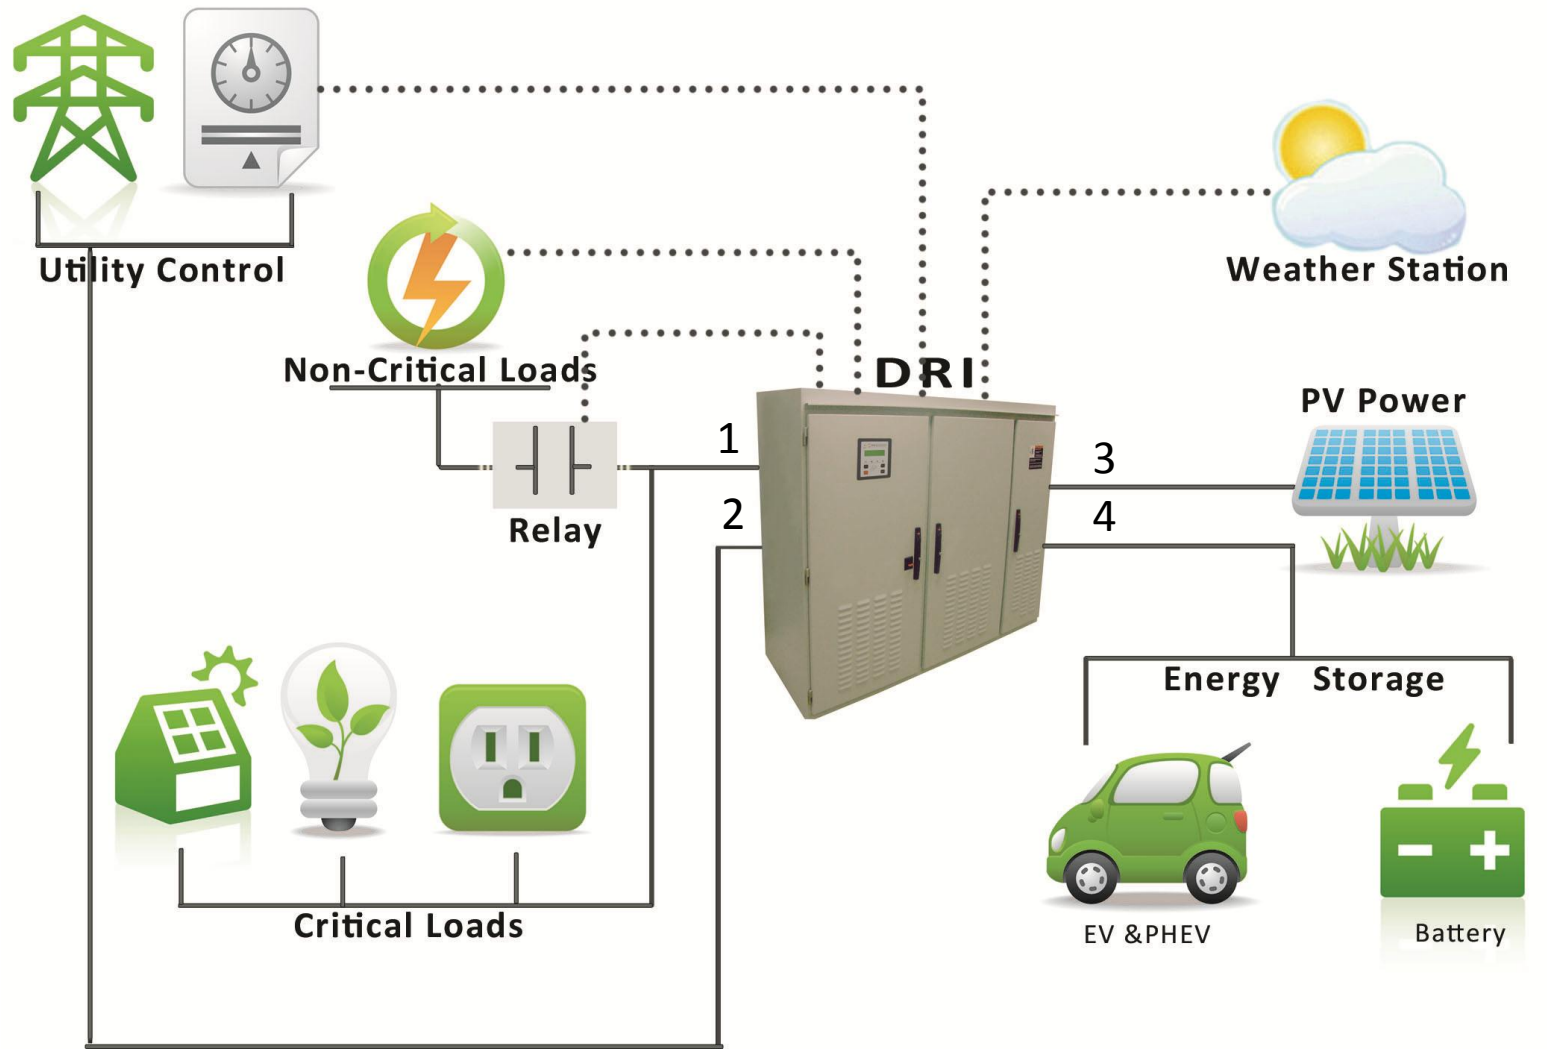 Utility Control
Weather Station
Non-Critical Loads
DRI
PV Power
1
3
Relay
2
4
Energy Storage
Critical Loads
EV &PHEV
Battery